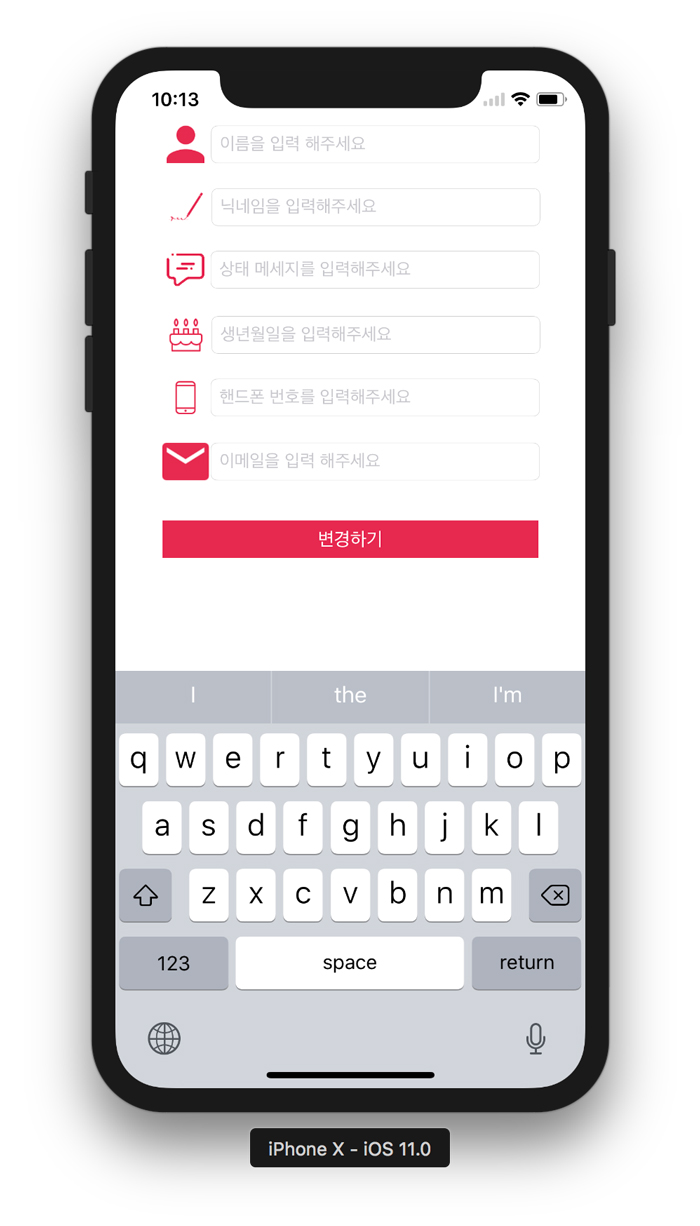 10:13
이름을 입력 해주세요
닉네임을 입력해주세요
상태 메세지를 입력해주세요
생년월일을 입력해주세요
핸드폰 번호를 입력해주세요
이메일을 입력 해주세요
변경하기
I the I'm
q w e r t y u i o p
a s d f g h j k l
z x c v b n m
123 space return
iPhone X - iOS 11.0